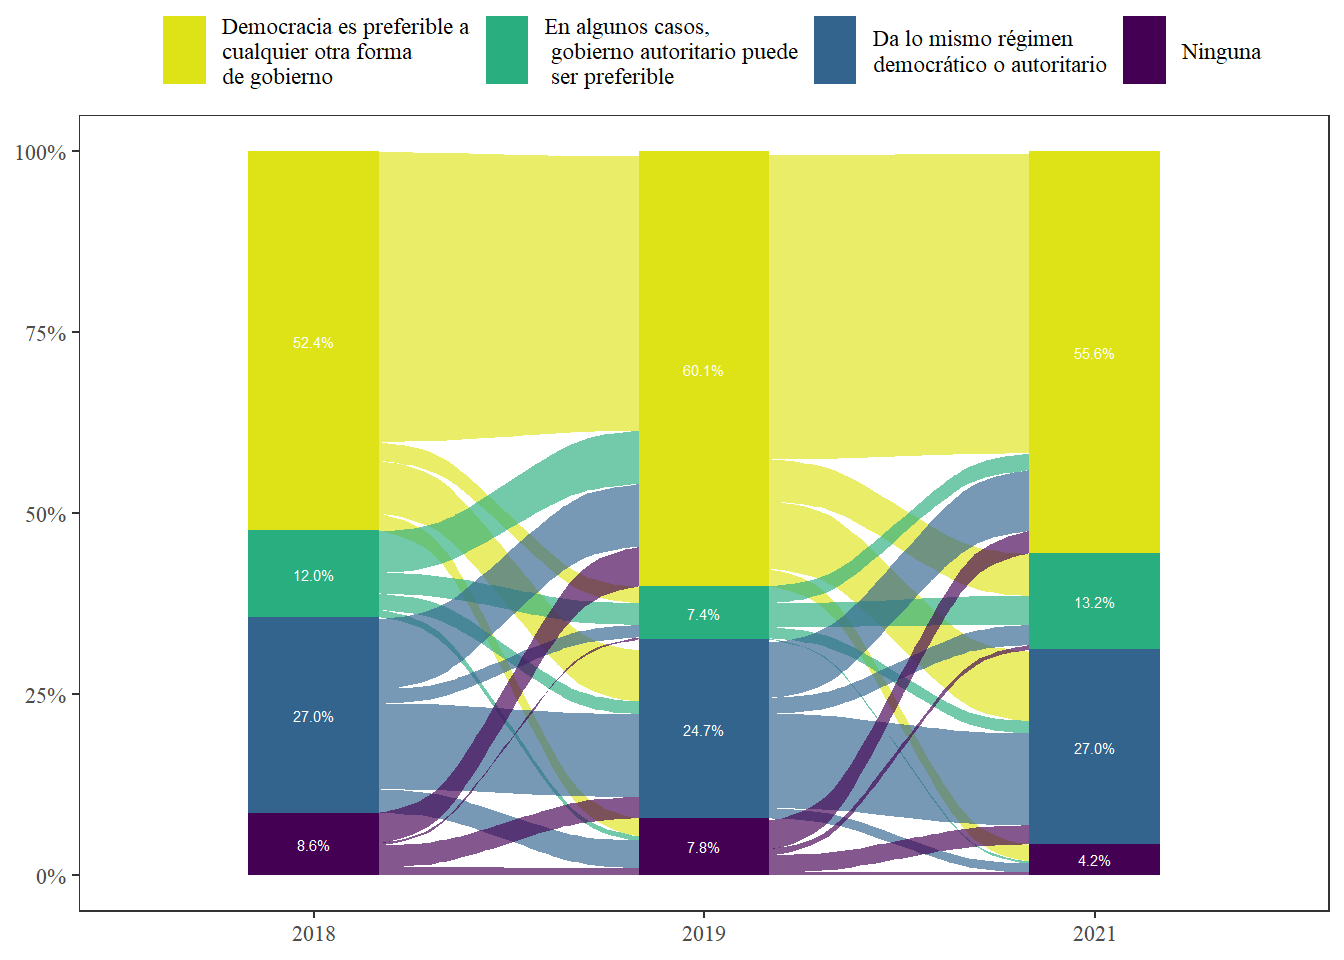 Democracia es preferible a
cualquier otra forma
de gobierno
En algunos casos,
gobierno autoritario puede
ser preferible
Da lo mismo régimen
democrático o autoritario
Ninguna
100%
75%
50%
25%
0%
52.4%
12.0%
27.0%
8.6%
60.1%
7.4%
24.7%
7.8%
55.6%
13.2%
27.0%
4.2%
2018
2019
2021